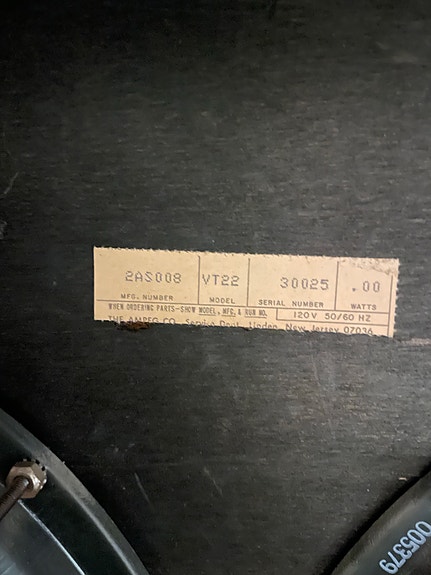 2AS008 VT22 30025 .00
MFG. NUMBER MODEL SERIAL NUMBER WATTS
WHEN ORDERING PARTS-SHOW MODEL, MFG, & RUN NO. 120V 50/60 HZ
THE AMPEG CO. Service Dept. Linden, New Jersey 07036
005379